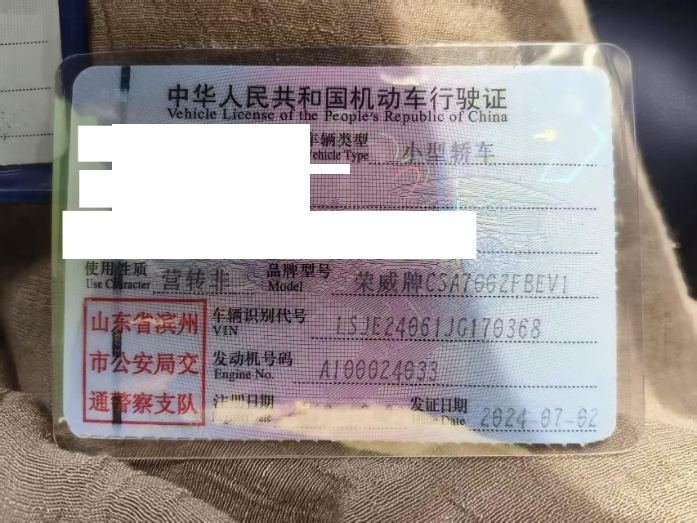 中华人民共和国机动车行驶证
Vehicle License of the People's Republic of China
车辆类型 小型轿车
Vehicle Type
使用性质 营转非 品牌型号 荣威牌CSA7002FBEV1
Use Character Model
山东省滨州
市公安局交
通警察支队
车辆识别代号 LSJE24061JG170368
VIN
发动机号码 A100024033
Engine No.
注册日期 发证日期 2024-07-02
Register Date Issue Date